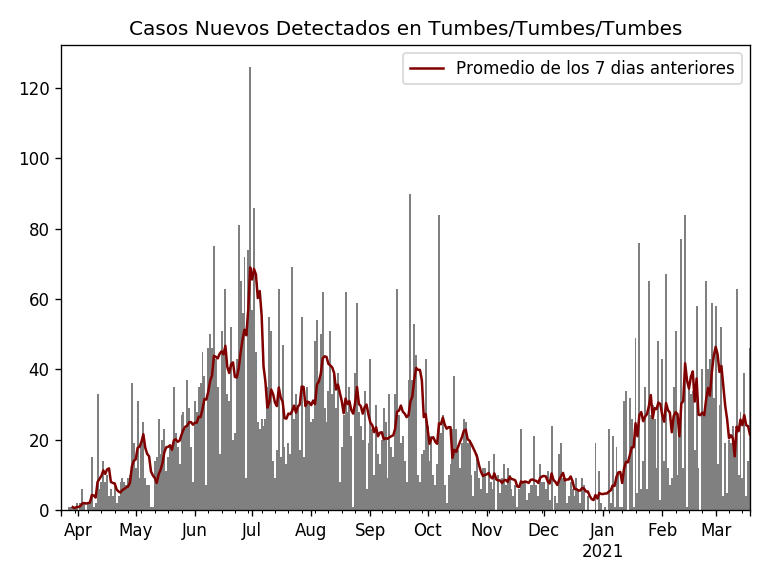 Casos Nuevos Detectados en Tumbes/Tumbes/Tumbes
Promedio de los 7 dias anteriores
120
100
80
60
40
20
0
Apr May Jun Jul Aug Sep Oct Nov Dec Jan Feb Mar
2021